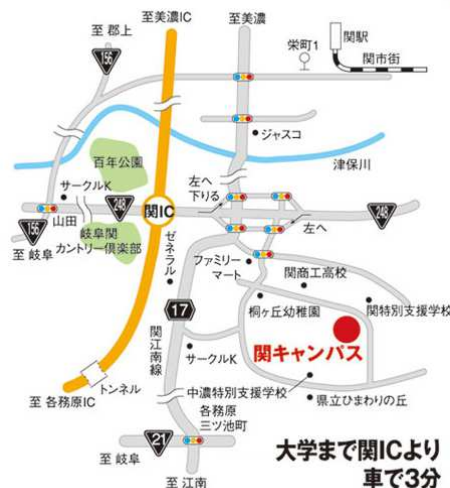 至美濃IC
至美濃
至 郡上
156
栄町1
関駅
関市街
ジャスコ
百年公園
津保川
サークルK
左へ
下りる
248
関IC
248
山田
156
至 岐阜
岐阜関
カントリー倶楽部
ゼネラル
左へ
ファミリー
マート
関商工高校
17
桐ヶ丘幼稚園
関特別支援学校
関江南線
関キャンパス
サークルK
トンネル
中濃特別支援学校
県立ひまわりの丘
至 各務原IC
各務原
三ツ池町
21
至 岐阜
至 江南
大学まで関ICより
車で3分